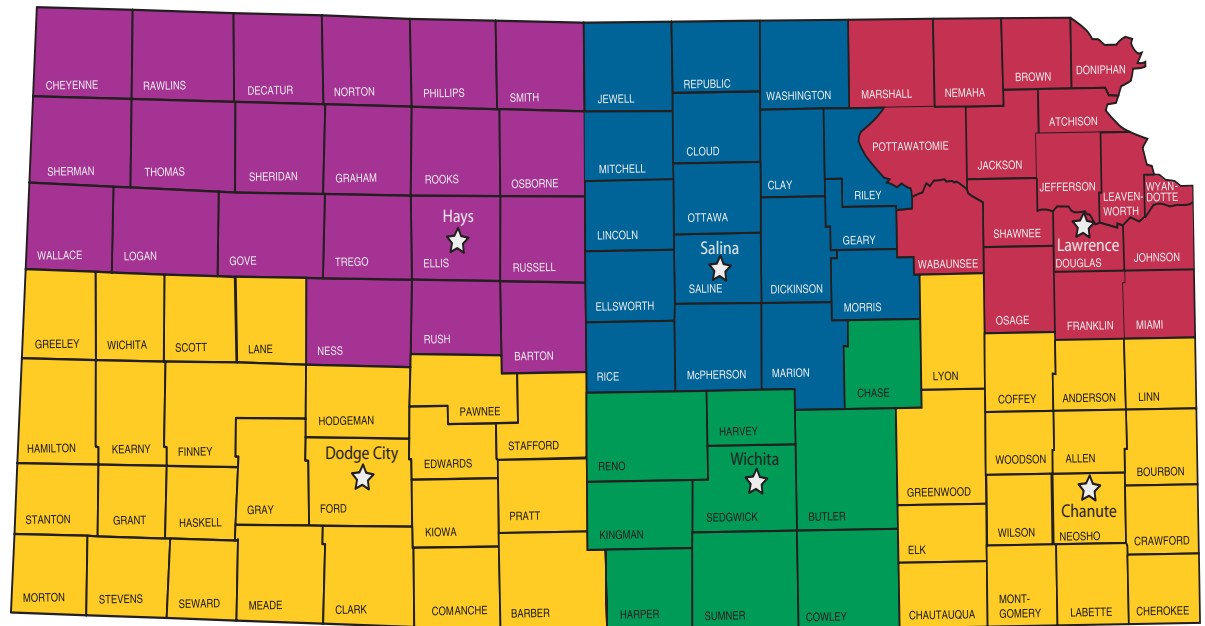 CHEYENNE
RAWLINS
DECATUR
NORTON
PHILLIPS
SMITH
JEWELL
REPUBLIC
WASHINGTON
MARSHALL
NEMAHA
BROWN
DONIPHAN
SHERMAN
THOMAS
SHERIDAN
GRAHAM
ROOKS
OSBORNE
MITCHELL
CLOUD
CLAY
RILEY
POTTAWATOMIE
JACKSON
ATCHISON
JEFFERSON
LEAVEN-
WORTH
WYAN-
DOTTE
WALLACE
LOGAN
GOVE
TREGO
Hays
ELLIS
RUSSELL
LINCOLN
OTTAWA
Salina
SALINE
DICKINSON
GEARY
WABAUNSEE
SHAWNEE
Lawrence
DOUGLAS
JOHNSON
GREELEY
WICHITA
SCOTT
LANE
NESS
RUSH
BARTON
ELLSWORTH
MORRIS
OSAGE
FRANKLIN
MIAMI
RICE
McPHERSON
MARION
CHASE
LYON
COFFEY
ANDERSON
LINN
HAMILTON
KEARNY
FINNEY
HODGEMAN
PAWNEE
STAFFORD
EDWARDS
RENO
HARVEY
Dodge City
FORD
GRAY
Wichita
SEDGWICK
BUTLER
GREENWOOD
WOODSON
ALLEN
BOURBON
STANTON
GRANT
HASKELL
KIOWA
PRATT
KINGMAN
ELK
WILSON
Chanute
NEOSHO
CRAWFORD
MORTON
STEVENS
SEWARD
MEADE
CLARK
COMANCHE
BARBER
HARPER
SUMNER
COWLEY
CHAUTAUQUA
MONT-
GOMERY
LABETTE
CHEROKEE